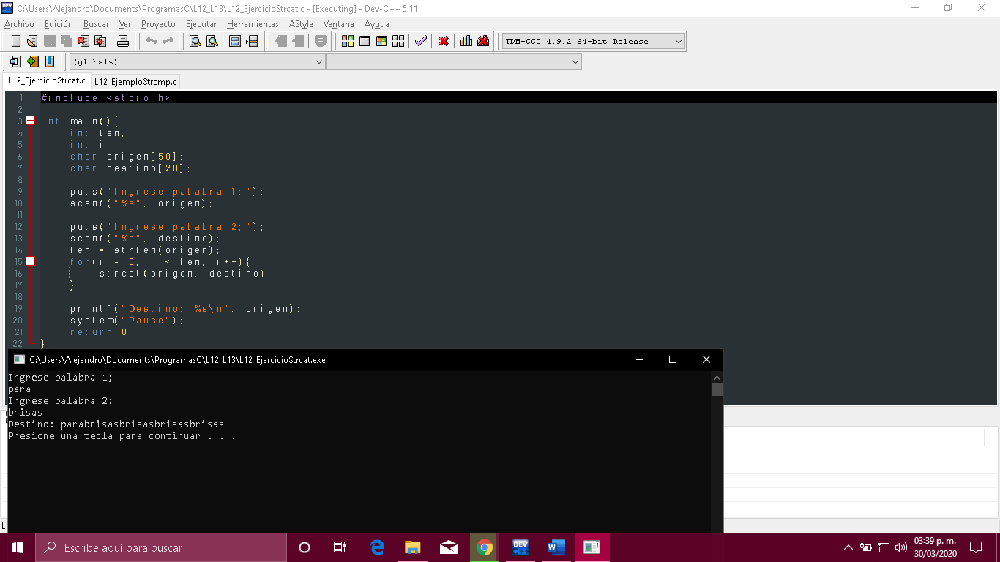 C:\Users\Alejandro\Documents\ProgramasC\L12_L13\L12_EjercicioStrcat.c - [Executing] - Dev-C++ 5.11
Archivo Edición Buscar Ver Proyecto Ejecutar Herramientas AStyle Ventana Ayuda
TDM-GCC 4.9.2 64-bit Release
(globals)
L12_EjercicioStrcat.c L12_EjemploStrcmp.c
1 #include <stdio.h>
2
3 int main(){
4 int len;
5 int i;
6 char origen[50];
7 char destino[20];
8
9 puts("Ingrese palabra 1;");
10 scanf("%s", origen);
11
12 puts("Ingrese palabra 2;");
13 scanf("%s", destino);
14 len = strlen(origen);
15 for(i = 0; i < len; i++){
16 strcat(origen, destino);
17 }
18
19 printf("Destino: %s\n", origen);
20 system("Pause");
21 return 0;
22 }
C:\Users\Alejandro\Documents\ProgramasC\L12_L13\L12_EjercicioStrcat.exe
Ingrese palabra 1;
para
Ingrese palabra 2;
brisas
Destino: parabrisasbrisasbrisasbrisas
Presione una tecla para continuar . . .
Li
Escribe aquí para buscar
DEV
03:39 p. m.
30/03/2020